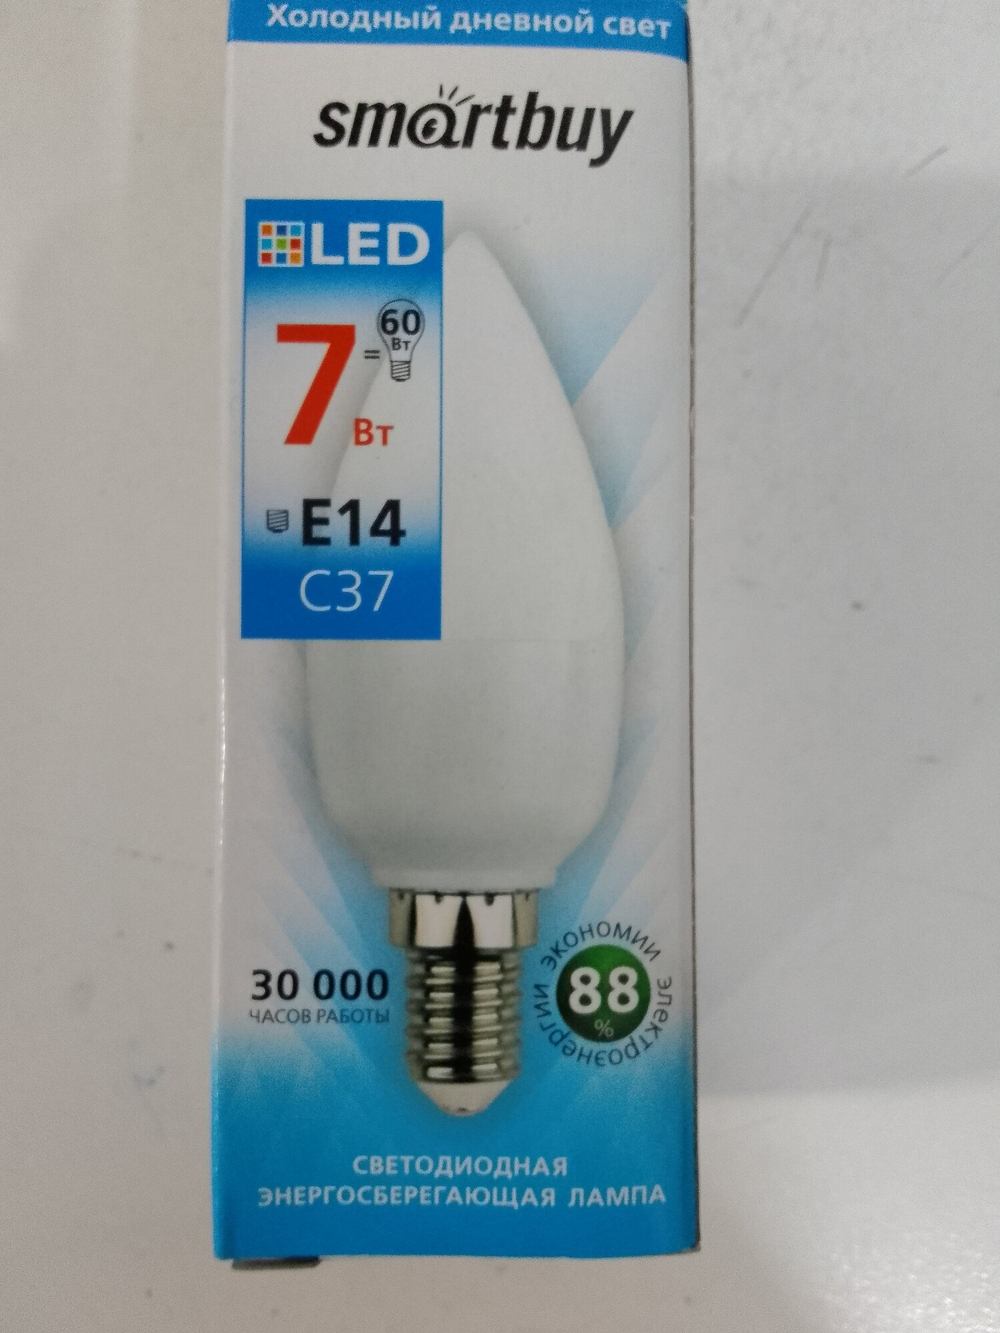 Холодный дневной свет
smartbuy
LED
7 Вт = 60 Вт
E14
C37
30 000
ЧАСОВ РАБОТЫ
88 %
ЭКОНОМИИ ЭЛЕКТРОЭНЕРГИИ
СВЕТОДИОДНАЯ
ЭНЕРГОСБЕРЕГАЮЩАЯ ЛАМПА